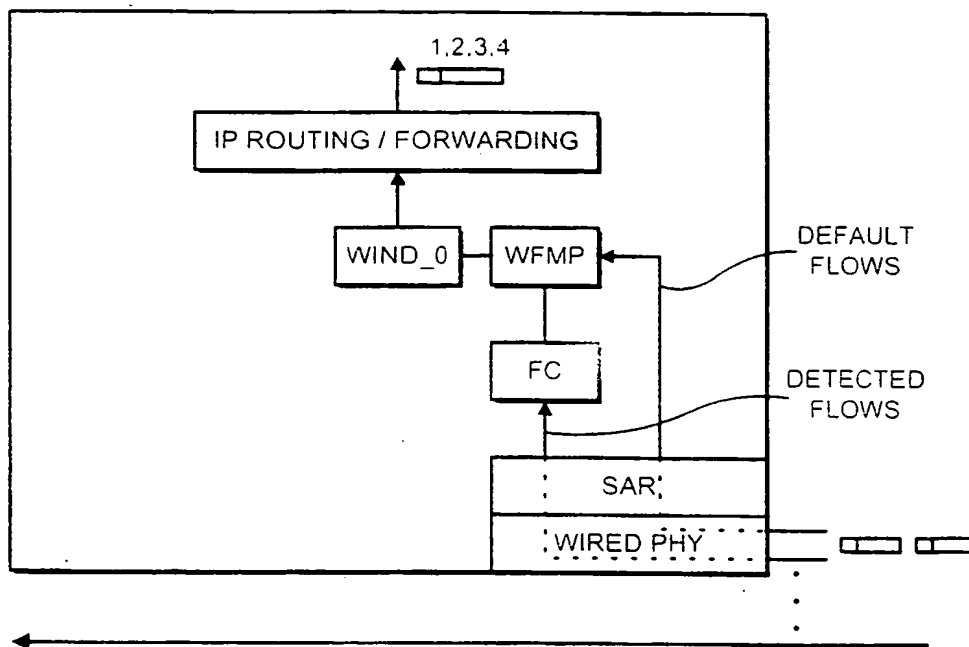 1.2.3.4
IP ROUTING / FORWARDING
WIND_0
WFMP
DEFAULT
FLOWS
FC
DETECTED
FLOWS
SAR
WIRED PHY